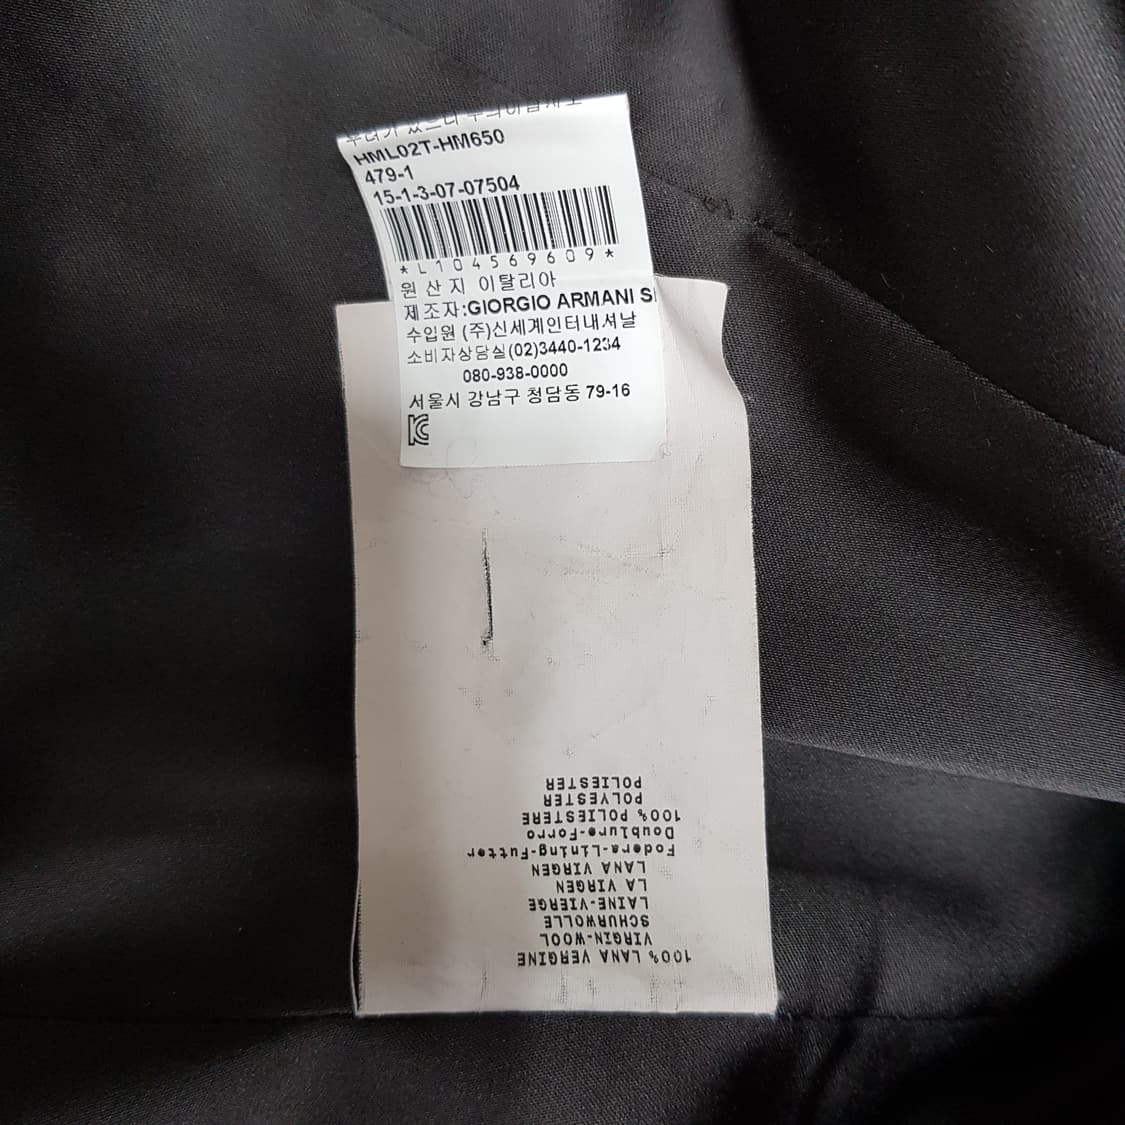 HML02T-HM650
479-1
15-1-3-07-07504
*L104569609*
원산지 이탈리아
제조자:GIORGIO ARMANI S
수입원 (주)신세계인터내셔날
소비자상담실(02)3440-1234
080-938-0000
서울시 강남구 청담동 79-16
100% LANA VERGINE
VIRGIN-WOOL
SCHURWOLLE
LAINE-VIERGE
LA VIRGEN
LANA VIRGEN
Fodera-Lining-Futter
Doublure-Forro
100% POLIESTERE
POLYESTER
POLIESTER